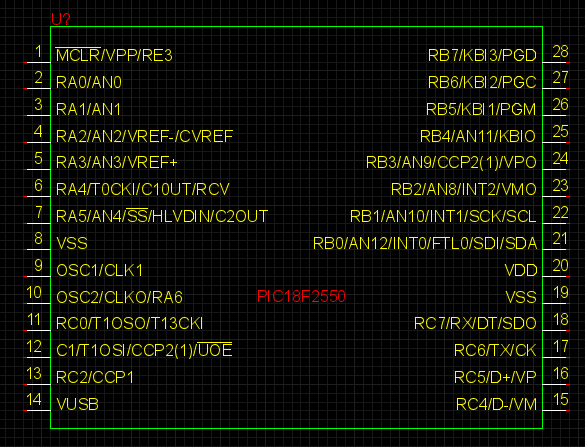 U?
1 MCLR/VPP/RE3 RB7/KBI3/PGD 28
2 RA0/AN0 RB6/KBI2/PGC 27
3 RA1/AN1 RB5/KBI1/PGM 26
4 RA2/AN2/VREF-/CVREF RB4/AN11/KBIO 25
5 RA3/AN3/VREF+ RB3/AN9/CCP2(1)/VPO 24
6 RA4/T0CKI/C1OUT/RCV RB2/AN8/INT2/VMO 23
7 RA5/AN4/SS/HLVDIN/C2OUT RB1/AN10/INT1/SCK/SCL 22
8 VSS RB0/AN12/INT0/FTL0/SDI/SDA 21
9 OSC1/CLK1 VDD 20
10 OSC2/CLKO/RA6 PIC18F2550 VSS 19
11 RC0/T1OSO/T13CKI RC7/RX/DT/SDO 18
12 C1/T1OSI/CCP2(1)/UOE RC6/TX/CK 17
13 RC2/CCP1 RC5/D+/VP 16
14 VUSB RC4/D-/VM 15